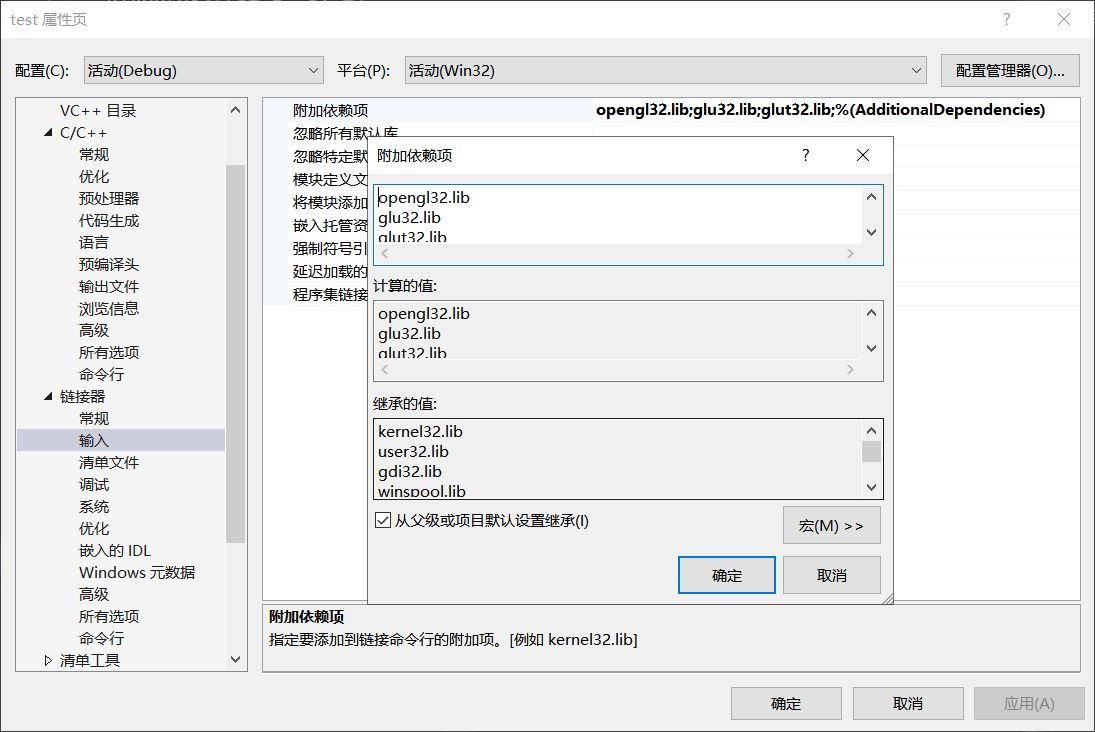 test 属性页
配置(C):
活动(Debug)
平台(P):
活动(Win32)
配置管理器(O)...
VC++ 目录
C/C++
常规
优化
预处理器
代码生成
语言
预编译头
输出文件
浏览信息
高级
所有选项
命令行
链接器
常规
输入
清单文件
调试
系统
优化
嵌入的 IDL
Windows 元数据
高级
所有选项
命令行
清单工具
附加依赖项
opengl32.lib;glu32.lib;glut32.lib;%(AdditionalDependencies)
忽略所有默认库
忽略特定默
模块定义文
将模块添加
嵌入托管资
强制符号引
延迟加载的
程序集链接
附加依赖项
opengl32.lib
glu32.lib
glut32.lib
计算的值:
opengl32.lib
glu32.lib
glut32.lib
继承的值:
kernel32.lib
user32.lib
gdi32.lib
winspool.lib
从父级或项目默认设置继承(I)
宏(M) >>
确定
取消
附加依赖项
指定要添加到链接命令行的附加项。[例如 kernel32.lib]
确定
取消
应用(A)